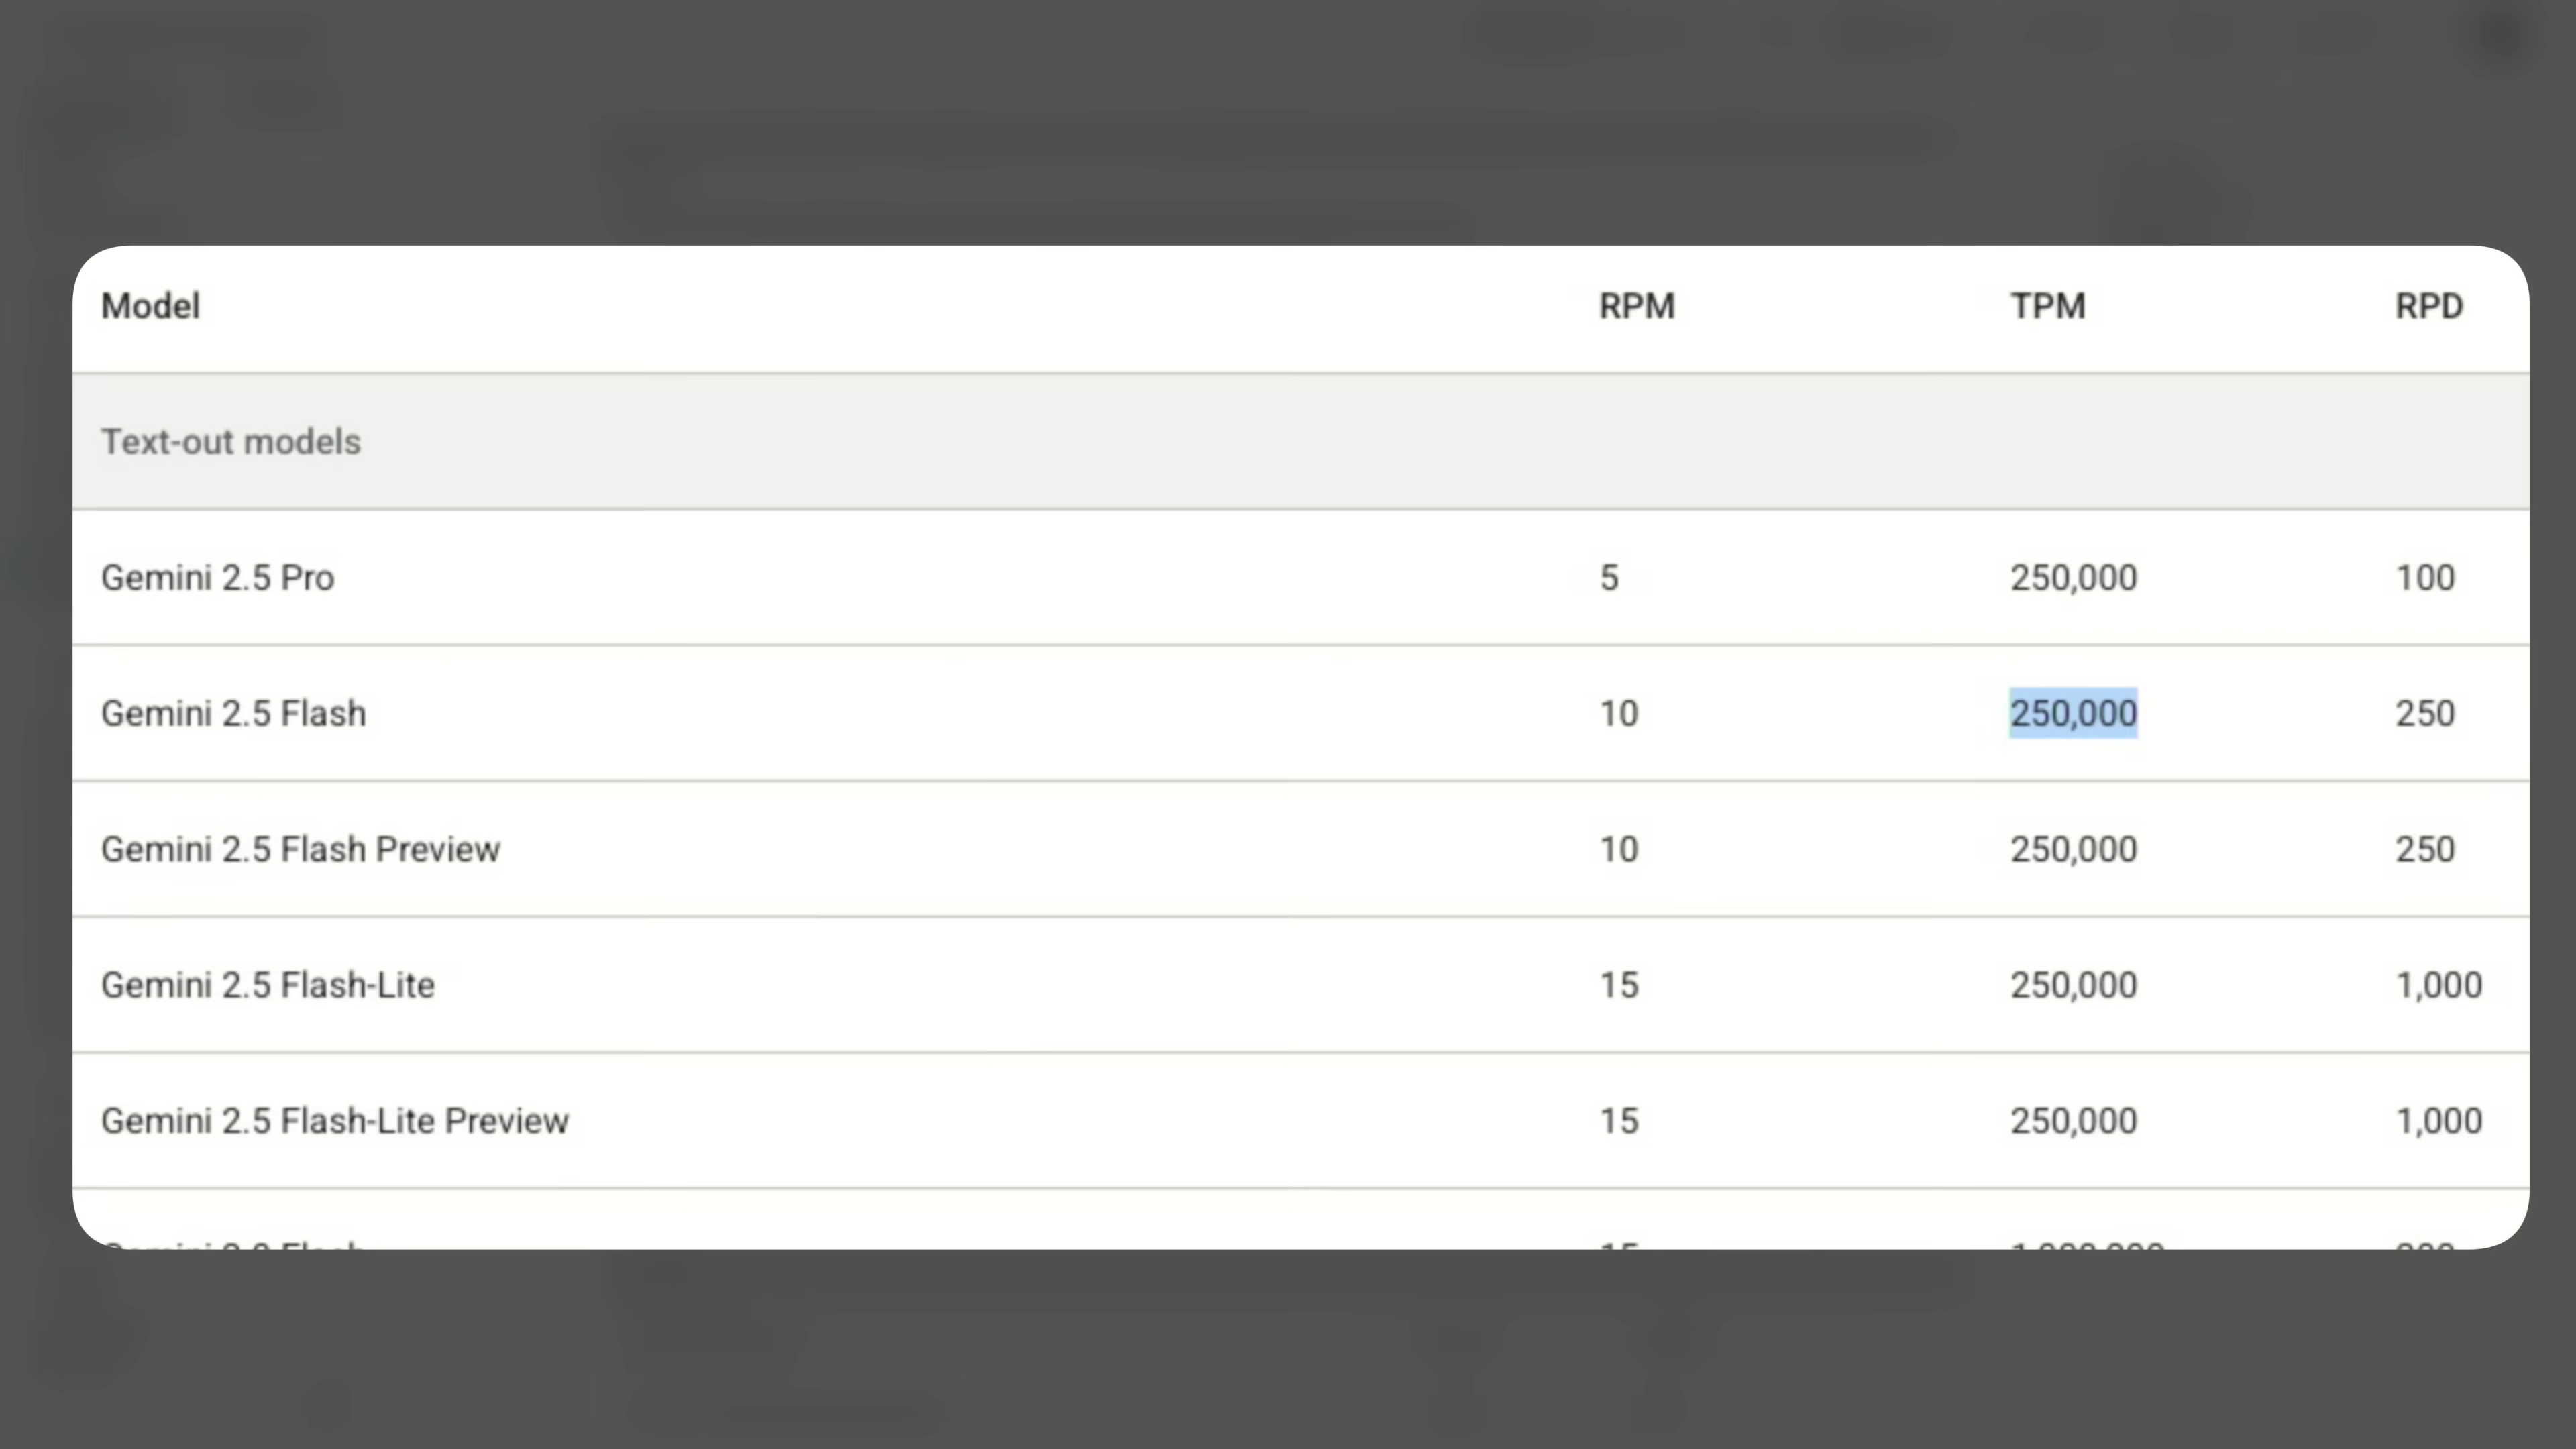 Model RPM TPM RPD
Text-out models
Gemini 2.5 Pro 5 250,000 100
Gemini 2.5 Flash 10 250,000 250
Gemini 2.5 Flash Preview 10 250,000 250
Gemini 2.5 Flash-Lite 15 250,000 1,000
Gemini 2.5 Flash-Lite Preview 15 250,000 1,000